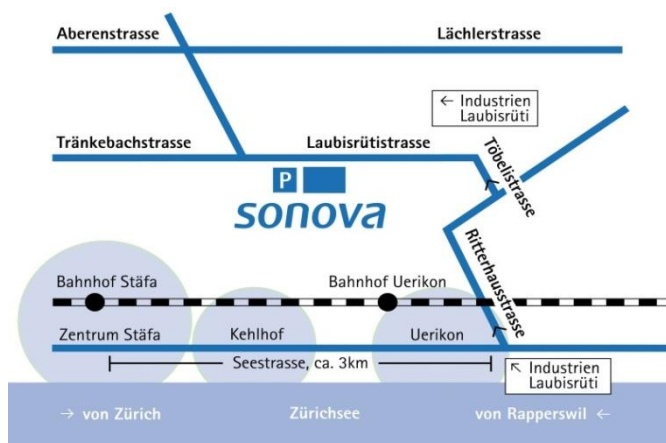 Aberenstrasse
Lächlerstrasse
← Industrien
Laubisrüti
Tränkebachstrasse
Laubisrütistrasse
Töbelistrasse
P
sonova
Ritterhausstrasse
Bahnhof Stäfa
Bahnhof Uerikon
Zentrum Stäfa
Kehlhof
Uerikon
Seestrasse, ca. 3km
↖ Industrien
Laubisrüti
→ von Zürich
Zürichsee
von Rapperswil ←